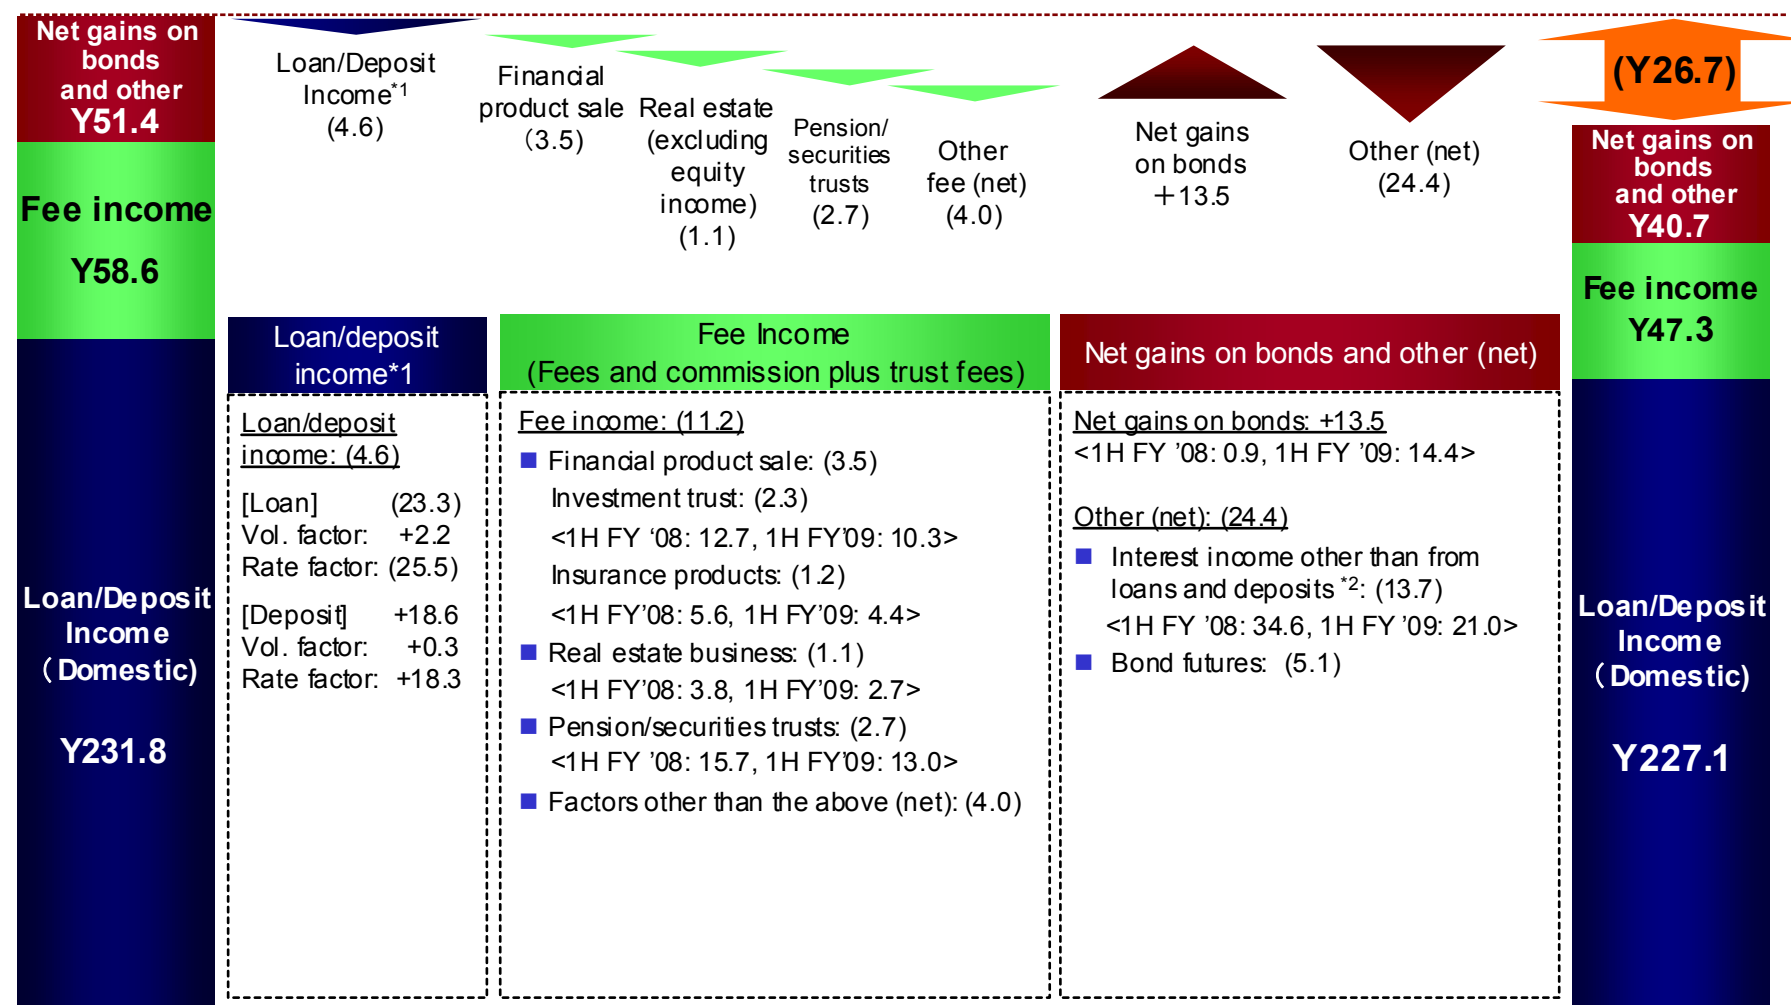 Net gains on
bonds
and other
Y51.4
Fee income
Y58.6
Loan/Deposit
Income
（Domestic)
Y231.8
Loan/Deposit
Income*1
(4.6)
Financial
product sale
（3.5)
Real estate
(excluding
equity
income)
(1.1)
Pension/
securities
trusts
(2.7)
Other
fee (net)
(4.0)
Net gains
on bonds
＋13.5
Other (net)
(24.4)
(Y26.7)
Net gains on
bonds
and other
Y40.7
Fee income
Y47.3
Loan/Deposit
Income
（Domestic)
Y227.1
Loan/deposit
income*1
Loan/deposit
income: (4.6)
[Loan] (23.3)
Vol. factor: +2.2
Rate factor: (25.5)
[Deposit] +18.6
Vol. factor: +0.3
Rate factor: +18.3
Fee Income
(Fees and commission plus trust fees)
Fee income: (11.2)
■ Financial product sale: (3.5)
Investment trust: (2.3)
<1H FY ‘08: 12.7, 1H FY’09: 10.3>
Insurance products: (1.2)
<1H FY’08: 5.6, 1H FY’09: 4.4>
■ Real estate business: (1.1)
<1H FY’08: 3.8, 1H FY’09: 2.7>
■ Pension/securities trusts: (2.7)
<1H FY ’08: 15.7, 1H FY’09: 13.0>
■ Factors other than the above (net): (4.0)
Net gains on bonds and other (net)
Net gains on bonds: +13.5
<1H FY ’08: 0.9, 1H FY ’09: 14.4>
Other (net): (24.4)
■ Interest income other than from
loans and deposits *2: (13.7)
<1H FY ’08: 34.6, 1H FY ’09: 21.0>
■ Bond futures: (5.1)